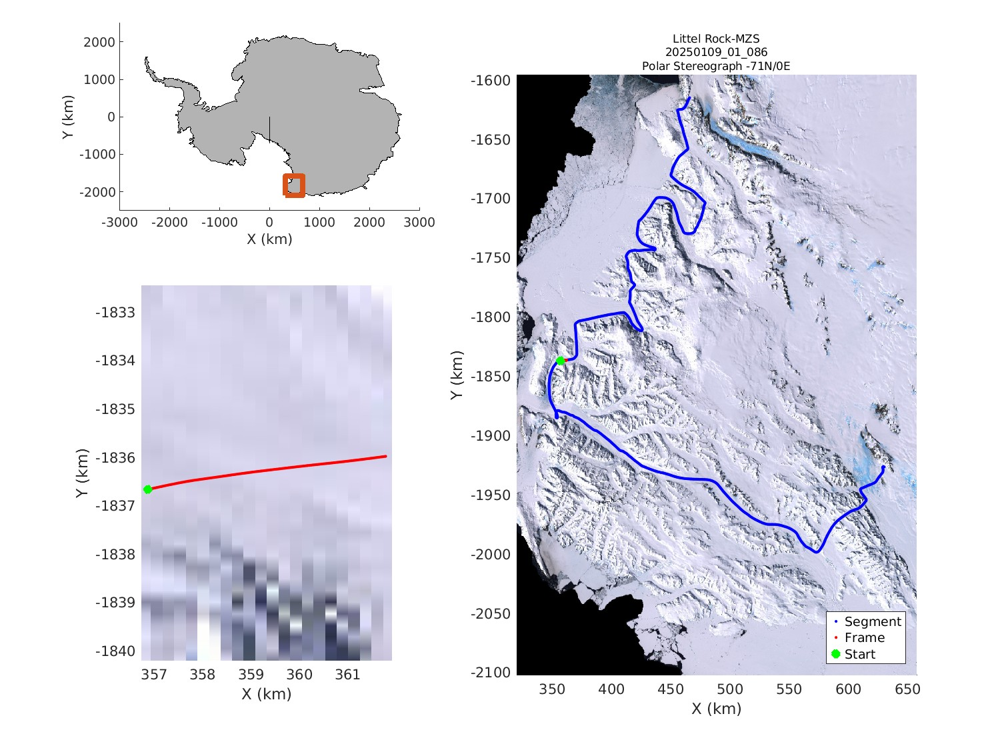 2000
1000
0
-1000
-2000
Y (km)
-3000 -2000 -1000 0 1000 2000 3000
X (km)
Littel Rock-MZS
20250109_01_086
Polar Stereograph -71N/0E
-1600
-1650
-1700
-1750
-1800
-1850
-1900
-1950
-2000
-2050
-2100
Y (km)
350 400 450 500 550 600 650
X (km)
Segment
Frame
Start
-1833
-1834
-1835
-1836
-1837
-1838
-1839
-1840
Y (km)
357 358 359 360 361
X (km)